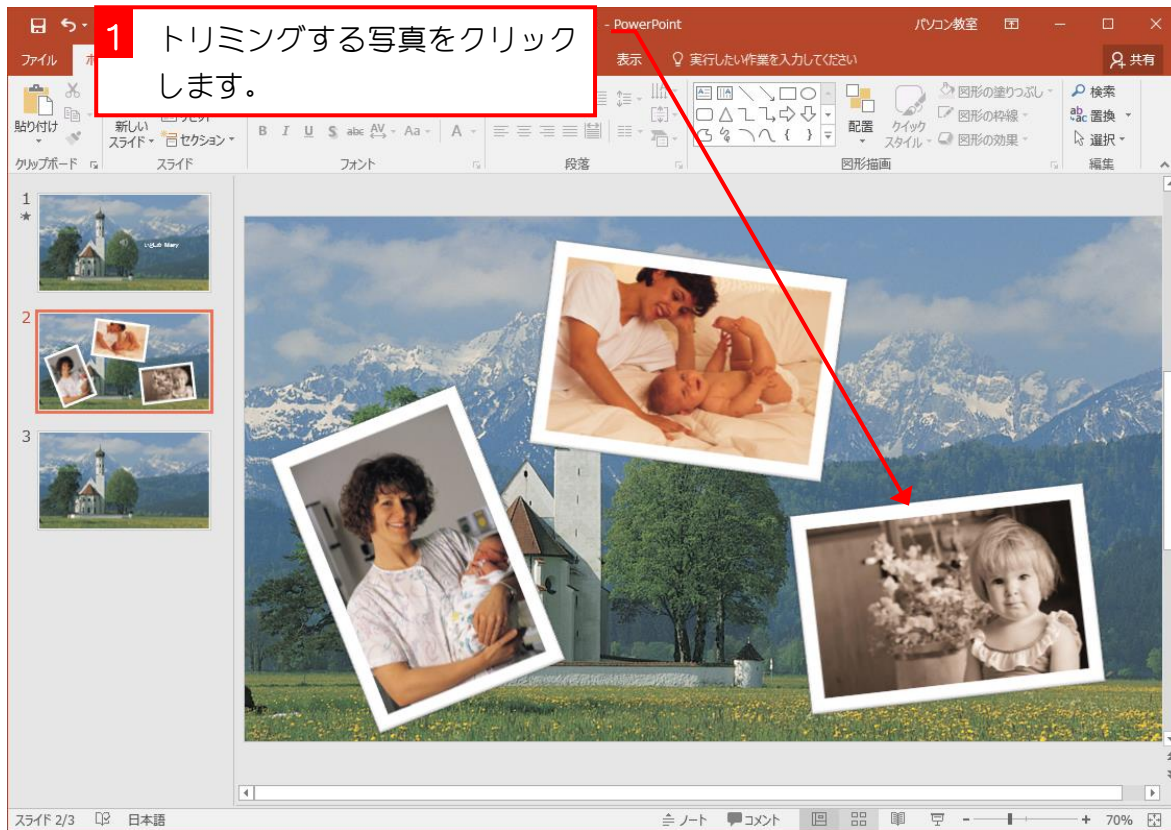 - PowerPoint
パソコン教室
1
トリミングする写真をクリック
します。
ファイル
表示
実行したい作業を入力してください
共有
貼り付け
新しい
スライド
セクション
B I U S abc AV Aa A
配置
クイック
スタイル
図形の塗りつぶし
図形の枠線
図形の効果
検索
置換
選択
クリップボード
スライド
フォント
段落
図形描画
編集
1
2
3
スライド 2/3
日本語
ノート
コメント
70%